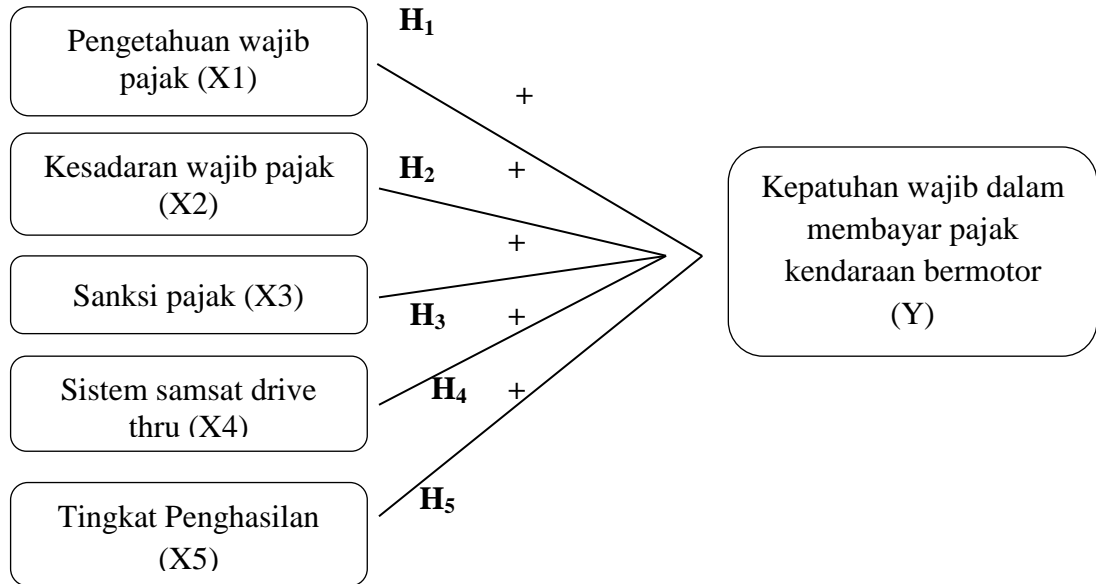 H₁
Pengetahuan wajib
pajak (X1)
+
Kesadaran wajib pajak
(X2)
H₂
+
Kepatuhan wajib dalam
membayar pajak
kendaraan bermotor
(Y)
+
Sanksi pajak (X3)
H₃
+
Sistem samsat drive
thru (X4)
H₄
+
Tingkat Penghasilan
(X5)
H₅